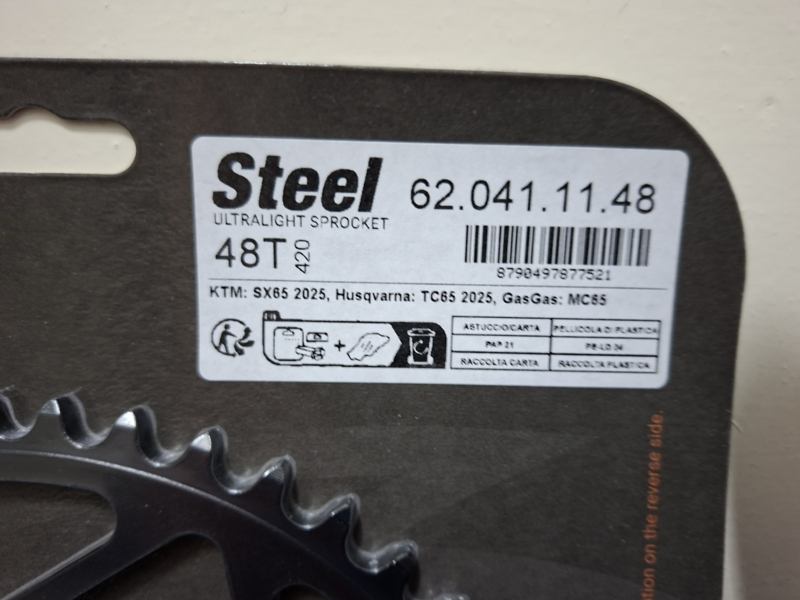 Steel
ULTRALIGHT SPROCKET
62.041.11.48
48T 420
8790497877521
KTM: SX65 2025, Husqvarna: TC65 2025, GasGas: MC65
ASTUCCIO/CARTA PELLICOLA DI PLASTICA
PAP 21 PE-LD 04
RACCOLTA CARTA RACCOLTA PLASTICA
on the reverse side.